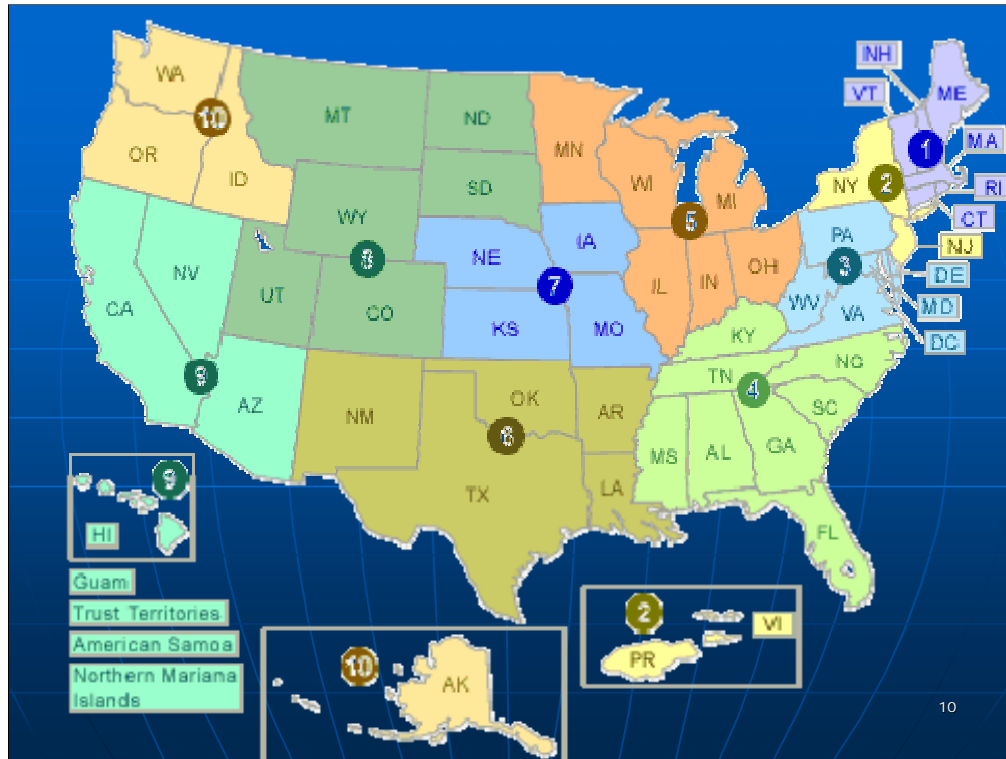 INH
VT
ME
WA
10
MT
ND
MN
1
MA
OR
ID
SD
WI
MI
NY
2
RI
CT
WY
5
PA
NJ
NE
IA
8
3
DE
NV
UT
CO
7
IL
IN
OH
WV
VA
MD
CA
KS
MO
KY
DC
9
TN
4
NC
AZ
NM
OK
AR
SC
6
MS
AL
GA
TX
LA
9
HI
FL
Guam
Trust Territories
American Samoa
Northern Mariana
Islands
10
AK
2
VI
PR
10